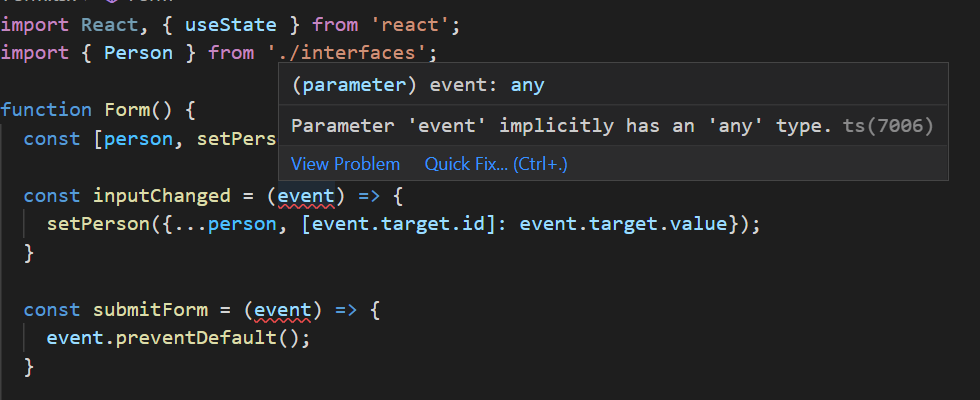 import React, { useState } from 'react';
import { Person } from './interfaces';
(parameter) event: any
function Form() {
Parameter 'event' implicitly has an 'any' type. ts(7006)
const [person, setPers
View Problem Quick Fix... (Ctrl+.)
const inputChanged = (event) => {
setPerson({...person, [event.target.id]: event.target.value});
}
const submitForm = (event) => {
event.preventDefault();
}